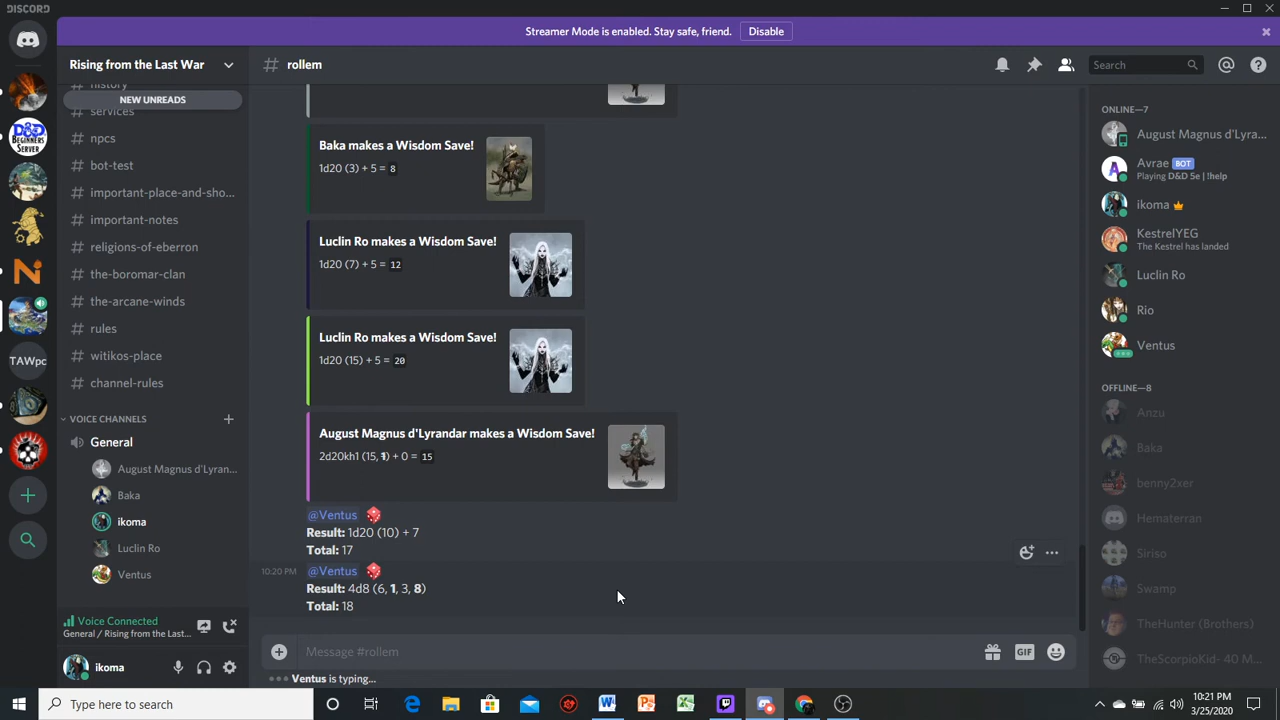 DISCORD
Streamer Mode is enabled. Stay safe, friend.
Disable
Rising from the Last War
# rollem
Search
history
NEW UNREADS
services
# npcs
# bot-test
# important-place-and-sho...
# important-notes
# religions-of-eberron
# the-boromar-clan
# the-arcane-winds
# rules
# witikos-place
# channel-rules
VOICE CHANNELS
General
August Magnus d'Lyran...
Baka
ikoma
Luclin Ro
Ventus
Voice Connected
General / Rising from the Last...
ikoma
D&D
BEGINNERS
SERVER
TAWpc
Baka makes a Wisdom Save!
1d20 (3) + 5 = 8
Luclin Ro makes a Wisdom Save!
1d20 (7) + 5 = 12
Luclin Ro makes a Wisdom Save!
1d20 (15) + 5 = 20
August Magnus d'Lyrandar makes a Wisdom Save!
2d20kh1 (15, 1) + 0 = 15
@Ventus
Result: 1d20 (10) + 7
Total: 17
10:20 PM
@Ventus
Result: 4d8 (6, 1, 3, 8)
Total: 18
Message #rollem
GIF
Ventus is typing...
ONLINE—7
August Magnus d'Lyra...
Avrae BOT
Playing D&D 5e | !help
ikoma
KestrelYEG
The Kestrel has landed
Luclin Ro
Rio
Ventus
OFFLINE—8
Anzu
Baka
benny2xer
Hematerran
Siriso
Swamp
TheHunter (Brothers)
TheScorpioKid- 40 M...
Type here to search
10:21 PM
3/25/2020